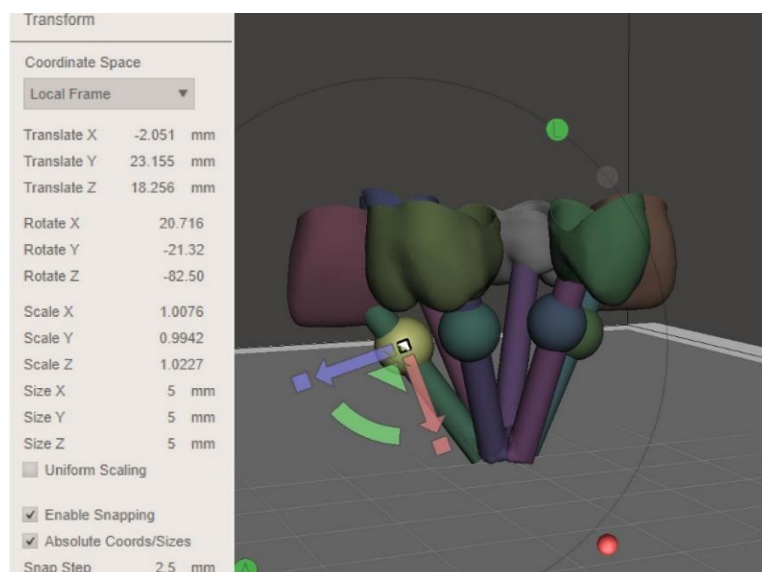 Transform
Coordinate Space
Local Frame
Translate X -2.051 mm
Translate Y 23.155 mm
Translate Z 18.256 mm
Rotate X 20.716
Rotate Y -21.32
Rotate Z -82.50
Scale X 1.0076
Scale Y 0.9942
Scale Z 1.0227
Size X 5 mm
Size Y 5 mm
Size Z 5 mm
Uniform Scaling
Enable Snapping
Absolute Coords/Sizes
Snap Step 2.5 mm
L
A